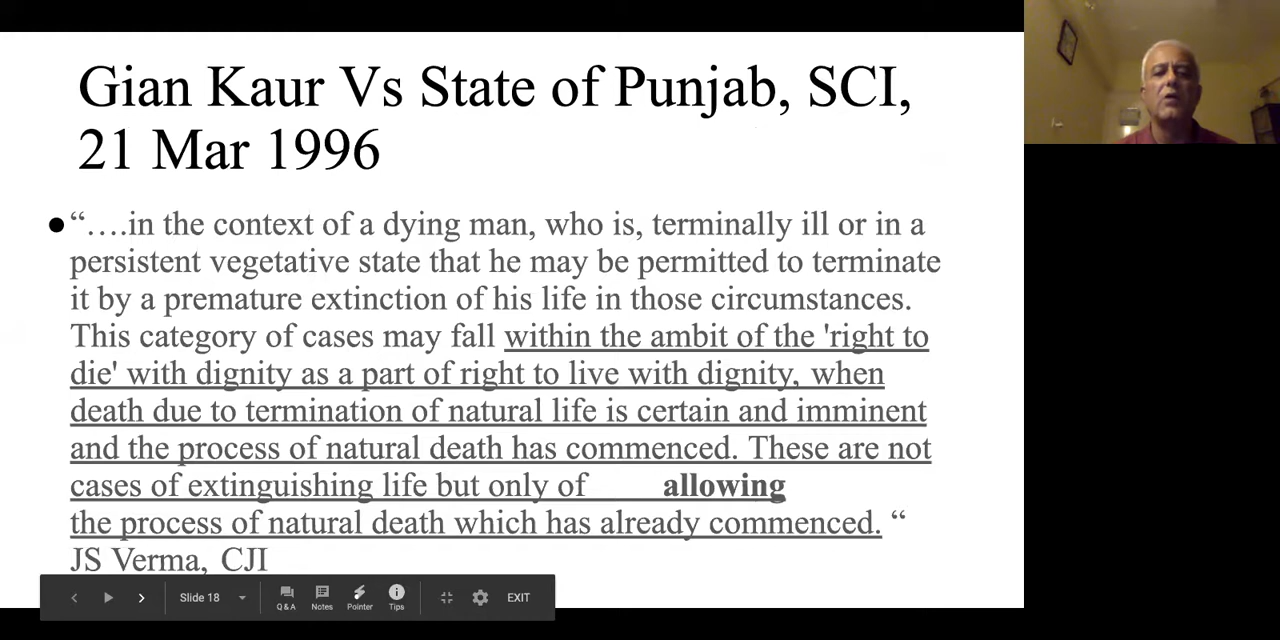 Gian Kaur Vs State of Punjab, SCI,
21 Mar 1996
●“….in the context of a dying man, who is, terminally ill or in a
persistent vegetative state that he may be permitted to terminate
it by a premature extinction of his life in those circumstances.
This category of cases may fall within the ambit of the 'right to
die' with dignity as a part of right to live with dignity, when
death due to termination of natural life is certain and imminent
and the process of natural death has commenced. These are not
cases of extinguishing life but only of allowing
the process of natural death which has already commenced. “
JS Verma, CJI
Slide 18 Q&A Notes Pointer Tips EXIT